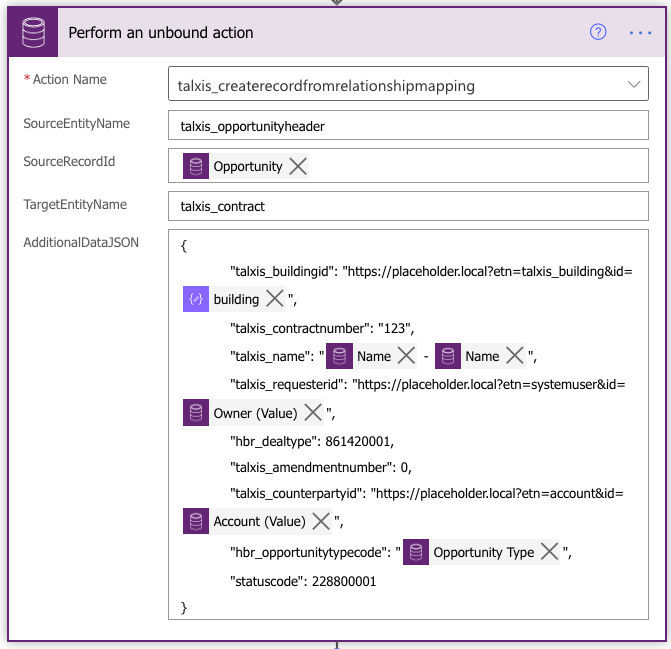 Perform an unbound action
* Action Name
talxis_createrecordfromrelationshipmapping
SourceEntityName
talxis_opportunityheader
SourceRecordId
Opportunity
TargetEntityName
talxis_contract
AdditionalDataJSON
{
"talxis_buildingid": "https://placeholder.local?etn=talxis_building&id=
building ",
"talxis_contractnumber": "123",
"talxis_name": " Name - Name ",
"talxis_requesterid": "https://placeholder.local?etn=systemuser&id=
Owner (Value) ",
"hbr_dealtype": 861420001,
"talxis_amendmentnumber": 0,
"talxis_counterpartyid": "https://placeholder.local?etn=account&id=
Account (Value) ",
"hbr_opportunitytypecode": " Opportunity Type ",
"statuscode": 228800001
}